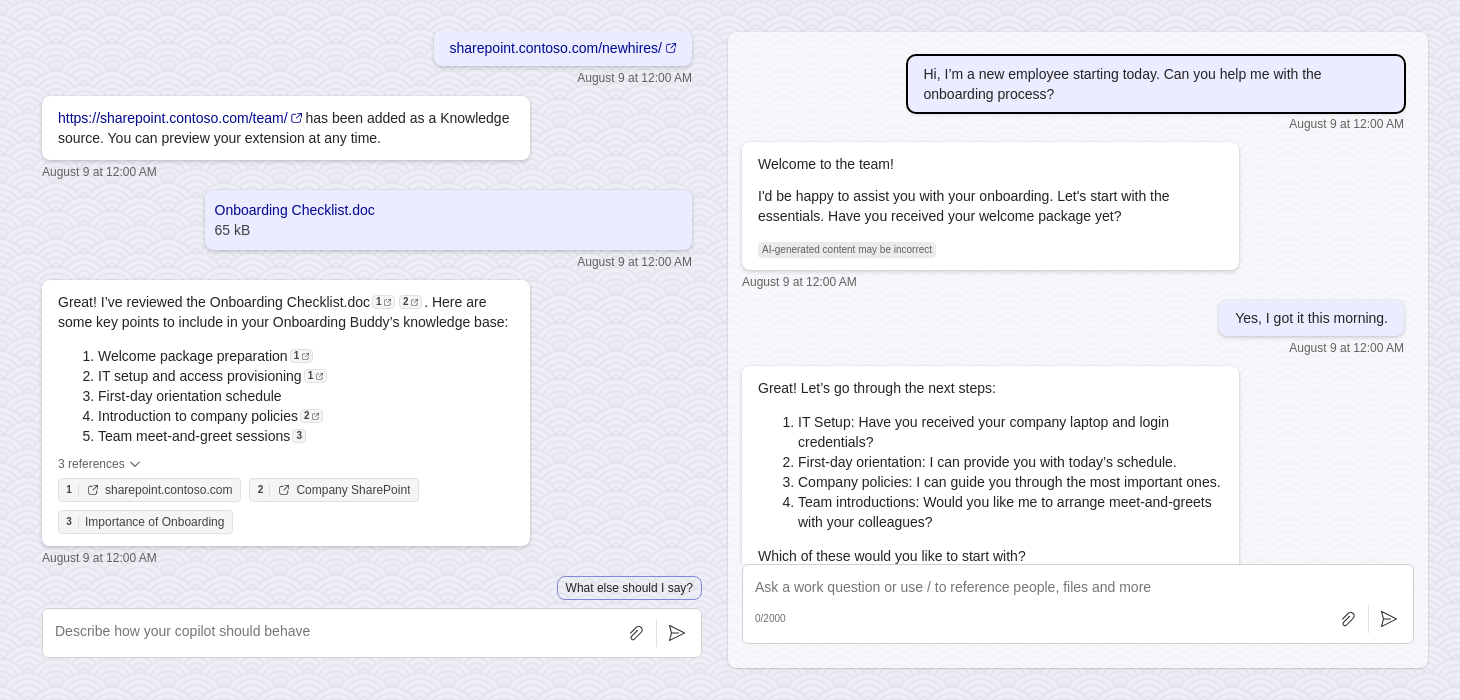 sharepoint.contoso.com/newhires/
August 9 at 12:00 AM
https://sharepoint.contoso.com/team/ has been added as a Knowledge
source. You can preview your extension at any time.
August 9 at 12:00 AM
Onboarding Checklist.doc
65 kB
August 9 at 12:00 AM
Great! I’ve reviewed the Onboarding Checklist.doc 1 2 . Here are
some key points to include in your Onboarding Buddy’s knowledge base:
1. Welcome package preparation 1
2. IT setup and access provisioning 1
3. First-day orientation schedule
4. Introduction to company policies 2
5. Team meet-and-greet sessions 3
3 references
1 sharepoint.contoso.com 2 Company SharePoint
3 Importance of Onboarding
August 9 at 12:00 AM
What else should I say?
Describe how your copilot should behave
Hi, I’m a new employee starting today. Can you help me with the
onboarding process?
August 9 at 12:00 AM
Welcome to the team!
I'd be happy to assist you with your onboarding. Let's start with the
essentials. Have you received your welcome package yet?
AI-generated content may be incorrect
August 9 at 12:00 AM
Yes, I got it this morning.
August 9 at 12:00 AM
Great! Let’s go through the next steps:
1. IT Setup: Have you received your company laptop and login
credentials?
2. First-day orientation: I can provide you with today’s schedule.
3. Company policies: I can guide you through the most important ones.
4. Team introductions: Would you like me to arrange meet-and-greets
with your colleagues?
Which of these would you like to start with?
Ask a work question or use / to reference people, files and more
0/2000